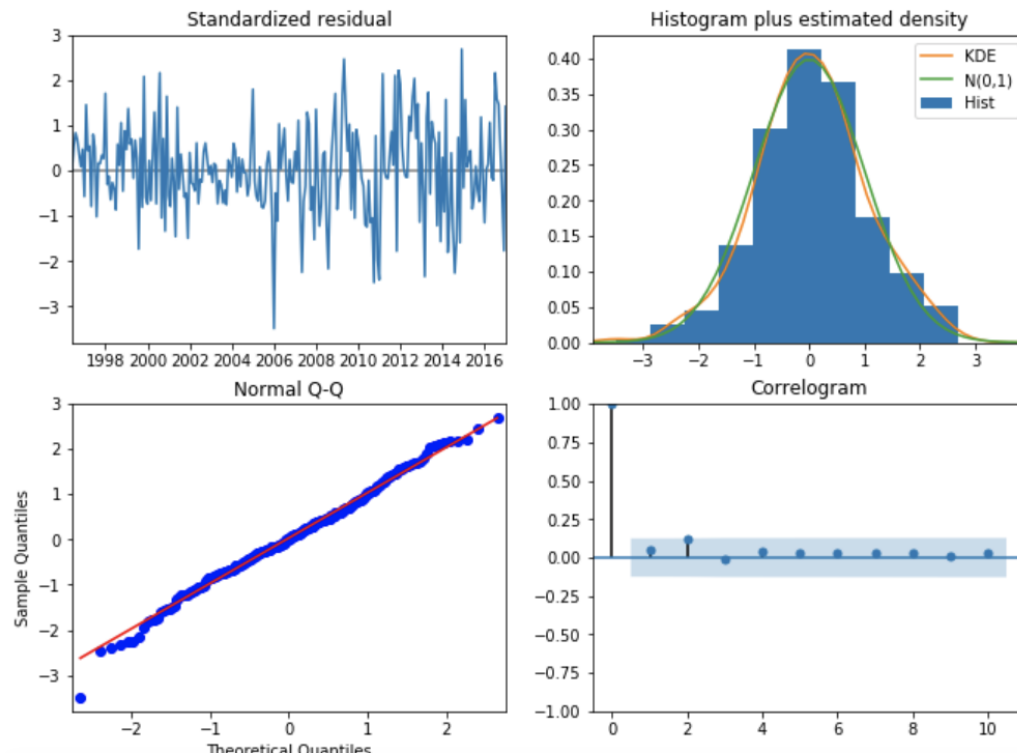 Standardized residual
3
2
1
0
−1
−2
−3
1998 2000 2002 2004 2006 2008 2010 2012 2014 2016
Histogram plus estimated density
KDE
N(0,1)
Hist
0.40
0.35
0.30
0.25
0.20
0.15
0.10
0.05
0.00
−3 −2 −1 0 1 2 3
Normal Q-Q
Sample Quantiles
3
2
1
0
−1
−2
−3
−2 −1 0 1 2
Theoretical Quantiles
Correlogram
1.00
0.75
0.50
0.25
0.00
−0.25
−0.50
−0.75
−1.00
0 2 4 6 8 10